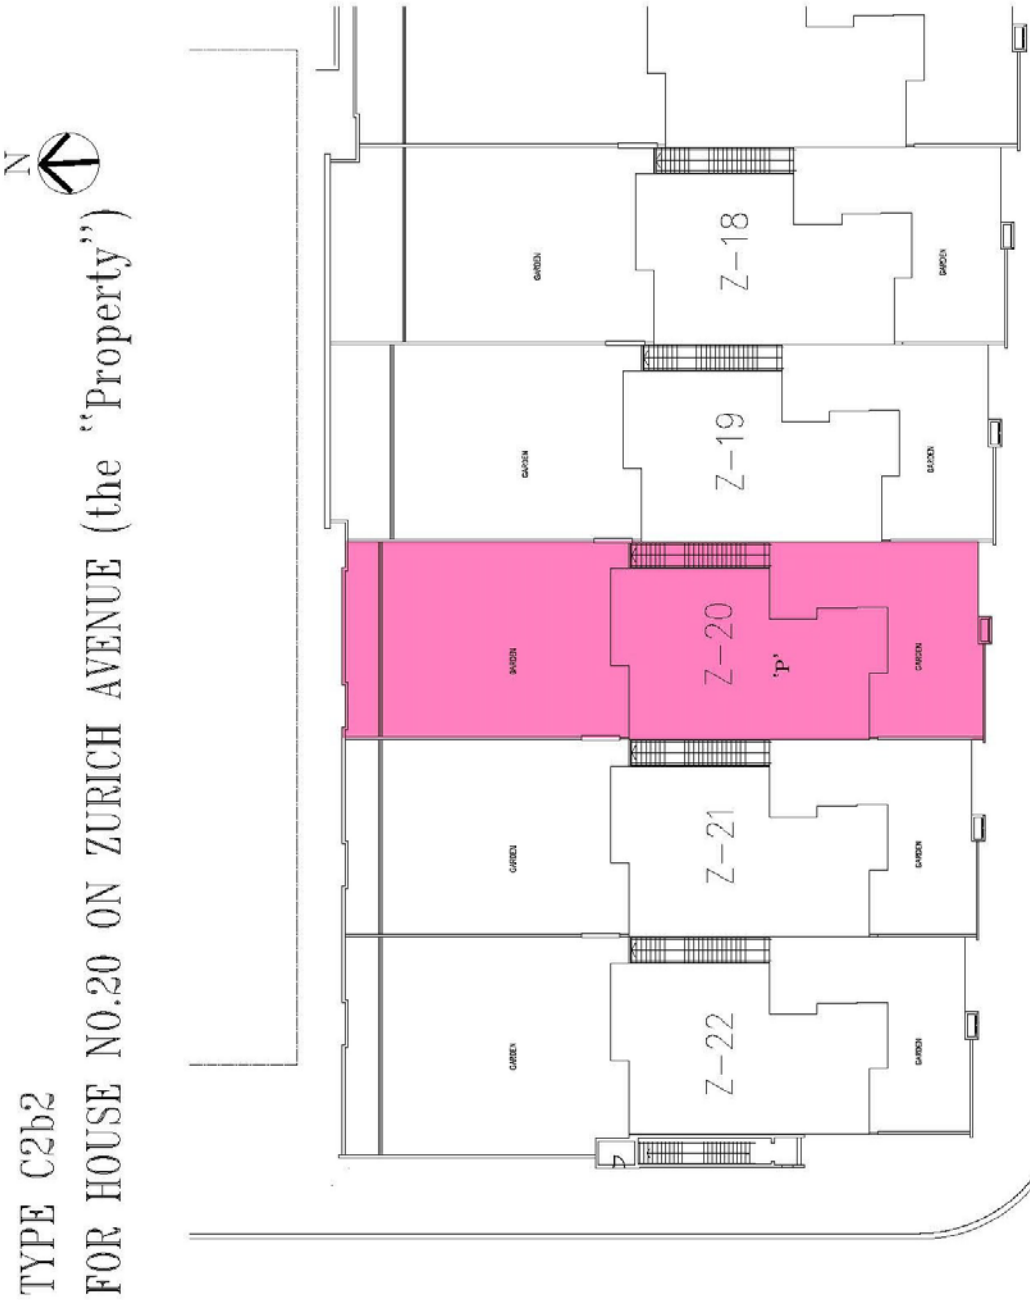 TYPE C2b2
FOR HOUSE NO.20 ON ZURICH AVENUE (the "Property")
N
GARDEN
GARDEN
GARDEN
GARDEN
GARDEN
Z-22
Z-21
Z-20
Z-19
Z-18
'P'
GARDEN
GARDEN
GARDEN
GARDEN
GARDEN